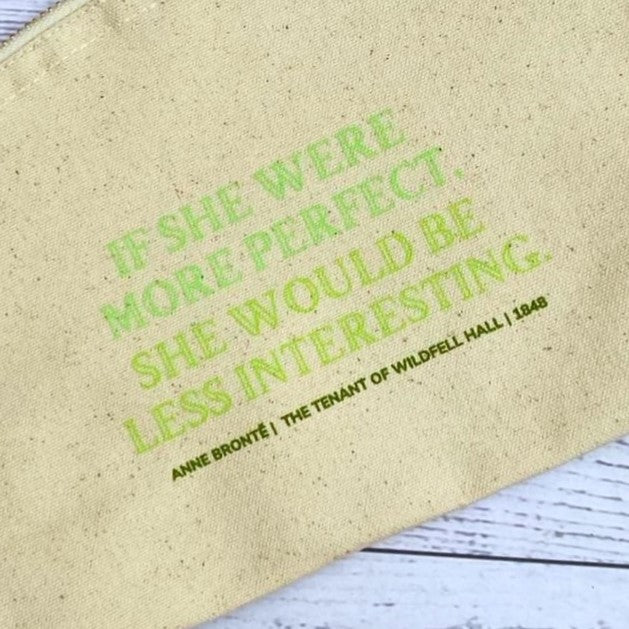 IF SHE WERE
MORE PERFECT,
SHE WOULD BE
LESS INTERESTING.
ANNE BRONTË | THE TENANT OF WILDFELL HALL | 1848